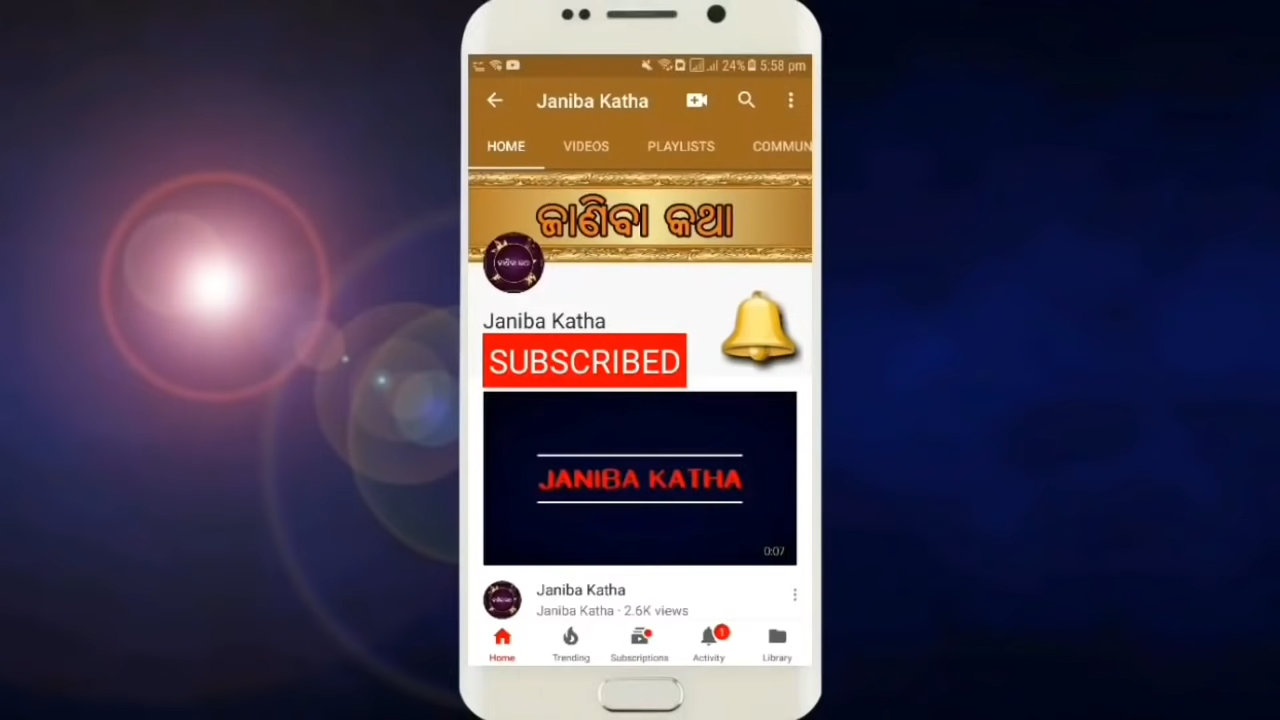 24% 5:58 pm
Janiba Katha
HOME VIDEOS PLAYLISTS COMMUN
ଜାଣିବା କଥା
Janiba Katha
SUBSCRIBED
JANIBA KATHA
0:07
Janiba Katha
Janiba Katha · 2.6K views
1
Home Trending Subscriptions Activity Library